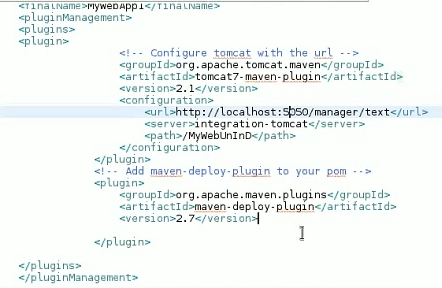 <finalName>MyWebApp1</finalName>
<pluginManagement>
<plugins>
<plugin>
<!-- Configure tomcat with the url -->
<groupId>org.apache.tomcat.maven</groupId>
<artifactId>tomcat7-maven-plugin</artifactId>
<version>2.1</version>
<configuration>
<url>http://localhost:5050/manager/text</url>
<server>integration-tomcat</server>
<path>/MyWebUnInD</path>
</configuration>
</plugin>
<!-- Add maven-deploy-plugin to your pom -->
<plugin>
<groupId>org.apache.maven.plugins</groupId>
<artifactId>maven-deploy-plugin</artifactId>
<version>2.7</version>
</plugin>
</plugins>
</pluginManagement>